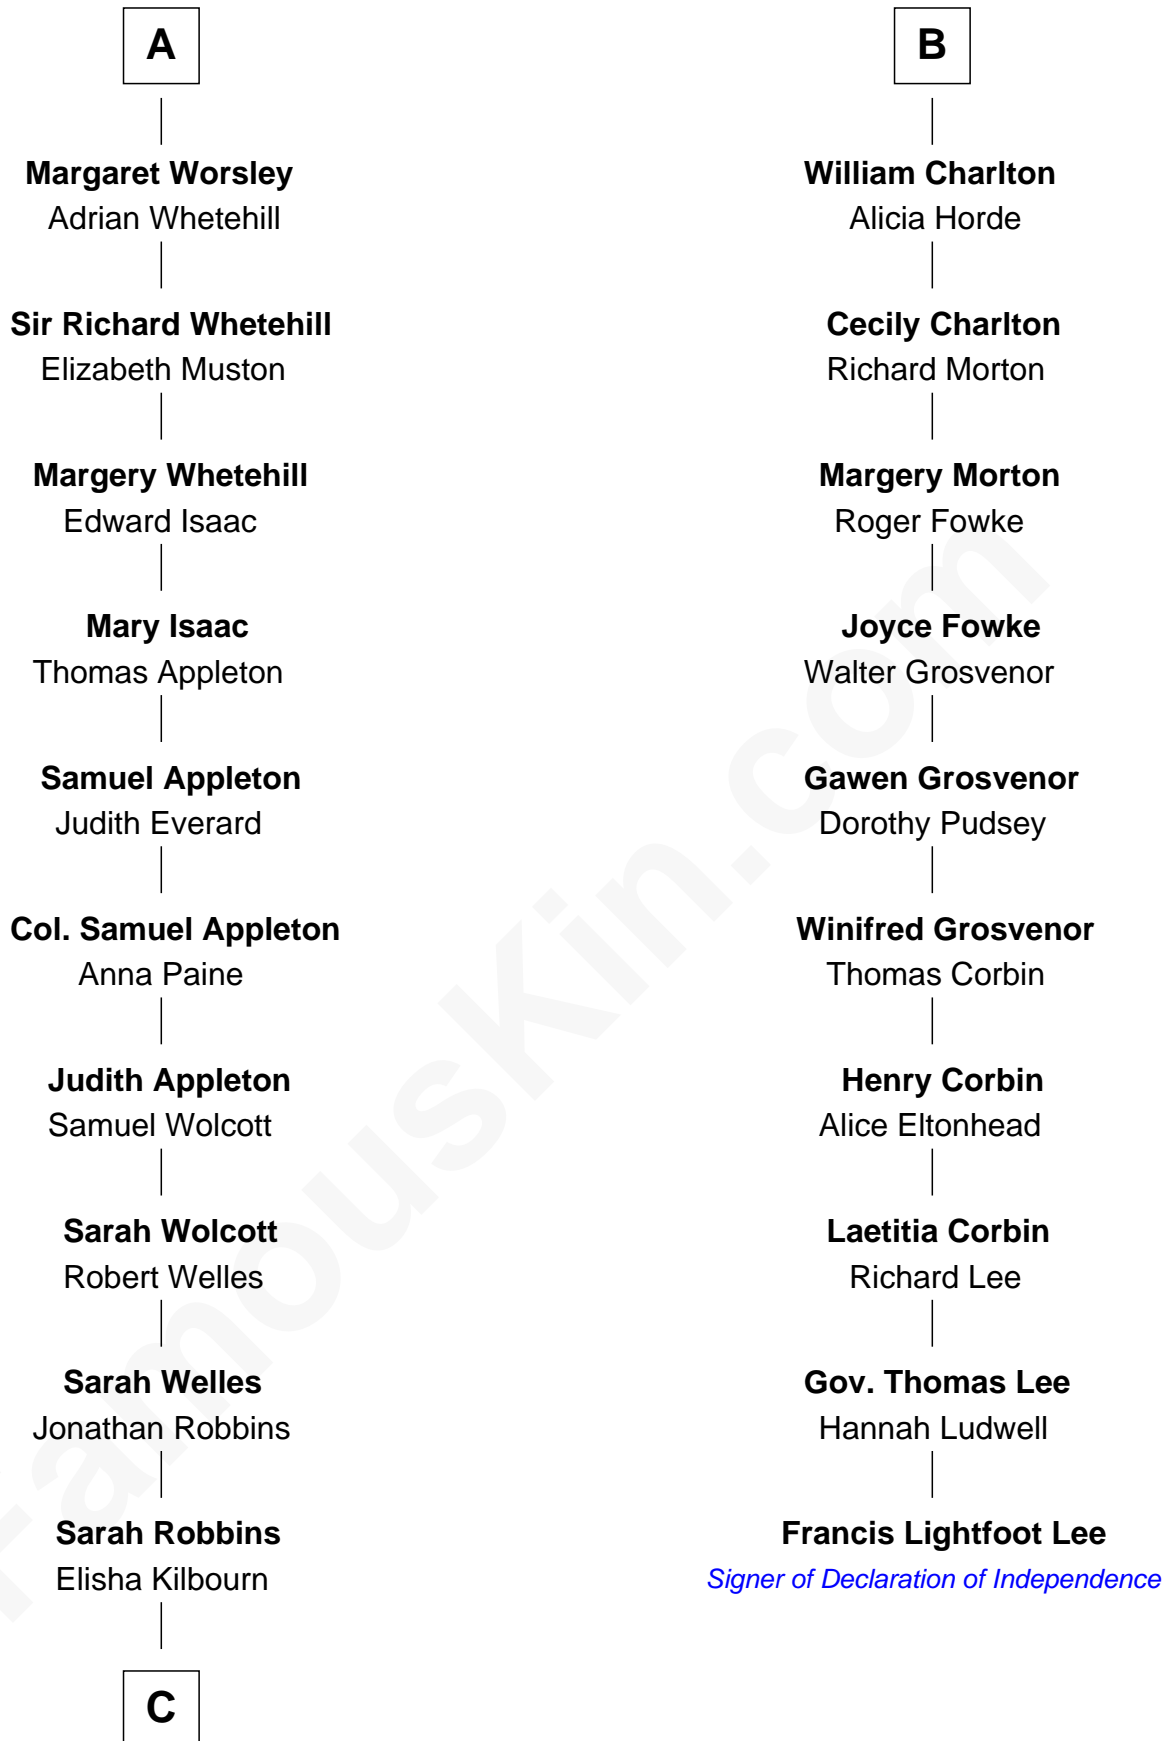 A
Margaret Worsley
Adrian Whetehill
Sir Richard Whetehill
Elizabeth Muston
Margery Whetehill
Edward Isaac
Mary Isaac
Thomas Appleton
Samuel Appleton
Judith Everard
Col. Samuel Appleton
Anna Paine
Judith Appleton
Samuel Wolcott
Sarah Wolcott
Robert Welles
Sarah Welles
Jonathan Robbins
Sarah Robbins
Elisha Kilbourn
C
B
William Charlton
Alicia Horde
Cecily Charlton
Richard Morton
Margery Morton
Roger Fowke
Joyce Fowke
Walter Grosvenor
Gawen Grosvenor
Dorothy Pudsey
Winifred Grosvenor
Thomas Corbin
Henry Corbin
Alice Eltonhead
Laetitia Corbin
Richard Lee
Gov. Thomas Lee
Hannah Ludwell
Francis Lightfoot Lee
Signer of Declaration of Independence
FamousKin.com